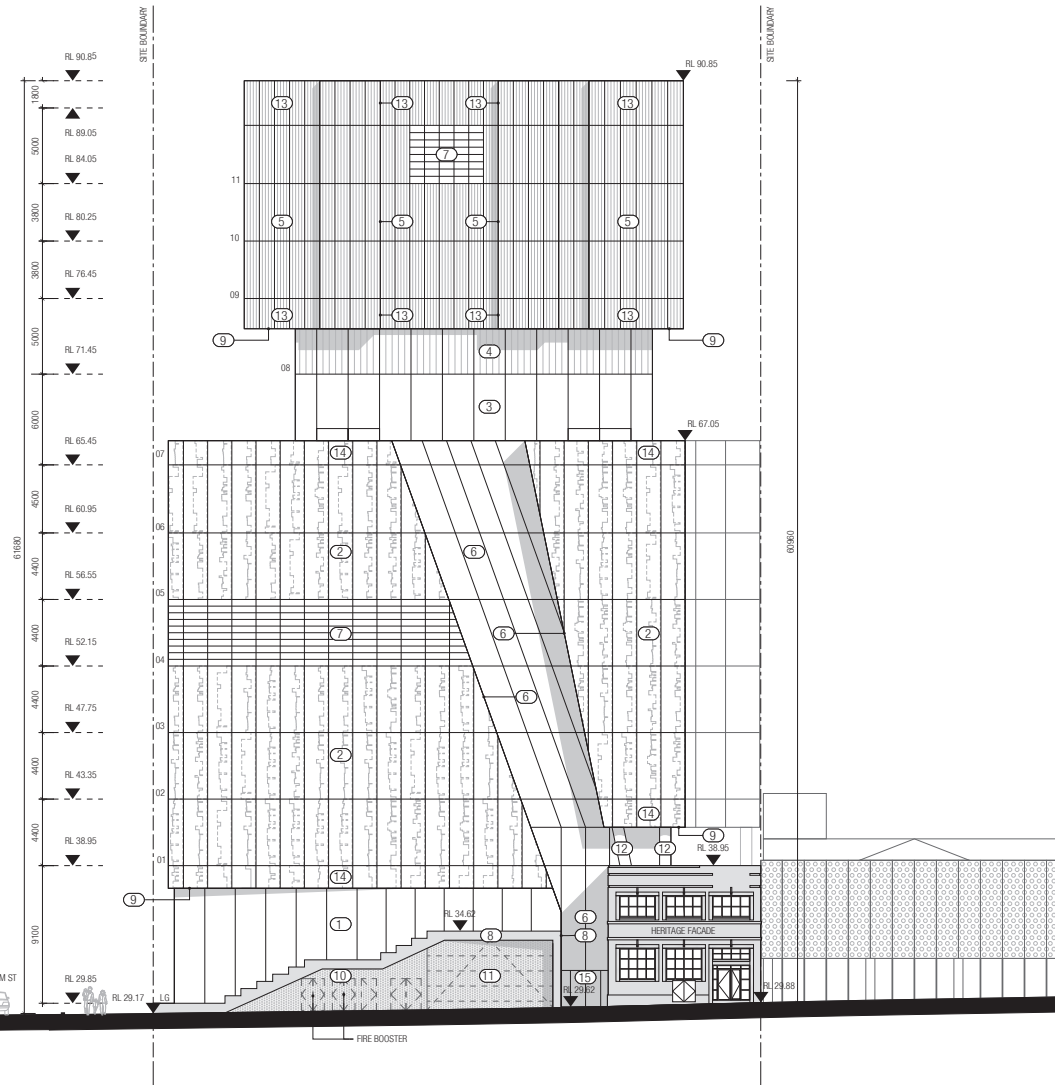 SITE BOUNDARY
SITE BOUNDARY
RL 90.85
RL 90.85
1800
13
13
13
13
RL 89.05
5000
7
RL 84.05
11
3800
5
5
5
5
RL 80.25
10
3800
RL 76.45
09
13
13
13
13
5000
9
9
4
RL 71.45
08
3
6000
RL 67.05
RL 65.45
07
14
14
4500
RL 60.95
06
61680
60960
4400
2
6
RL 56.55
05
4400
7
6
2
RL 52.15
04
4400
6
RL 47.75
03
4400
2
RL 43.35
02
14
4400
9
12
12
RL 38.95
RL 38.95
01
14
9
9100
1
RL 34.62
6
8
8
HERITAGE FACADE
10
11
15
M ST
RL 29.85
RL 29.17
LG
RL 29.62
RL 29.88
FIRE BOOSTER